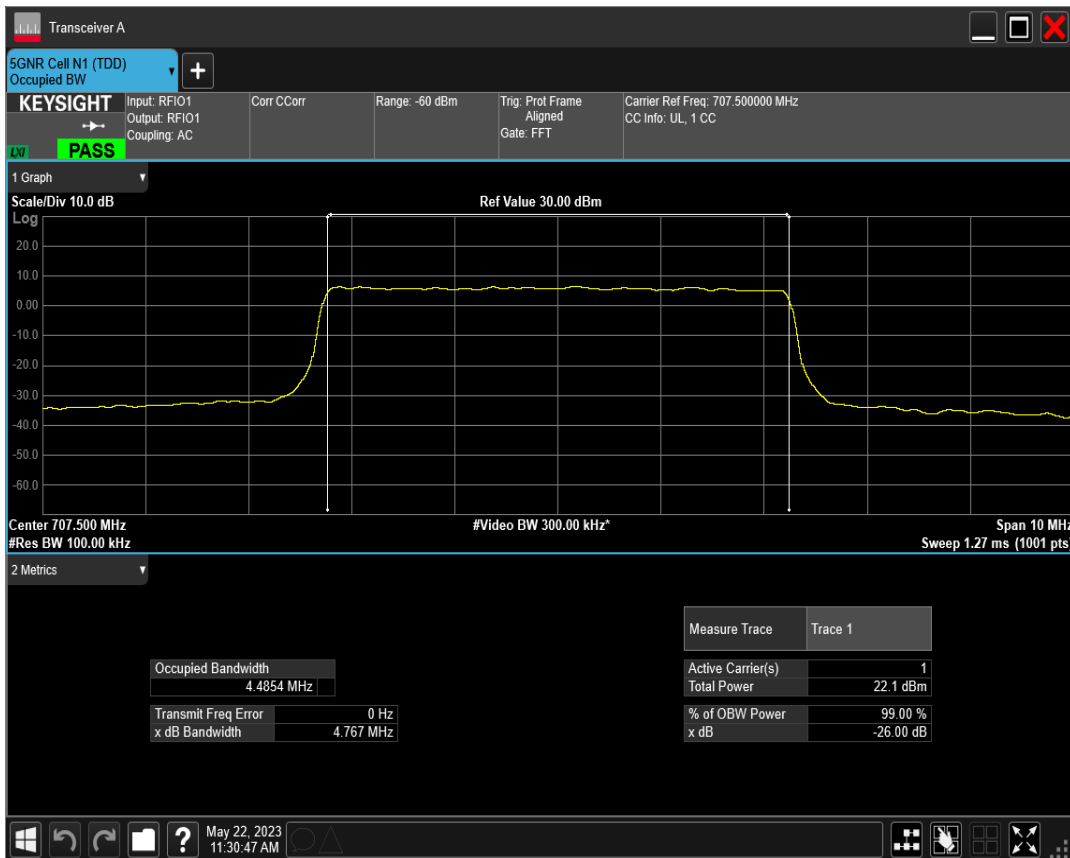 Transceiver A
5GNR Cell N1 (TDD)
Occupied BW
+
KEYSIGHT
LXI
PASS
Input: RFIO1
Output: RFIO1
Coupling: AC
Corr CCorr
Range: -60 dBm
Trig: Prot Frame
Aligned
Gate: FFT
Carrier Ref Freq: 707.500000 MHz
CC Info: UL, 1 CC
1 Graph
Scale/Div 10.0 dB
Ref Value 30.00 dBm
Log
20.0
10.0
0.00
-10.0
-20.0
-30.0
-40.0
-50.0
-60.0
Center 707.500 MHz
#Video BW 300.00 kHz*
Span 10 MHz
#Res BW 100.00 kHz
Sweep 1.27 ms (1001 pts)
2 Metrics
Measure Trace Trace 1
Occupied Bandwidth
4.4854 MHz
Active Carrier(s) 1
Total Power 22.1 dBm
Transmit Freq Error 0 Hz
x dB Bandwidth 4.767 MHz
% of OBW Power 99.00 %
x dB -26.00 dB
?
May 22, 2023
11:30:47 AM